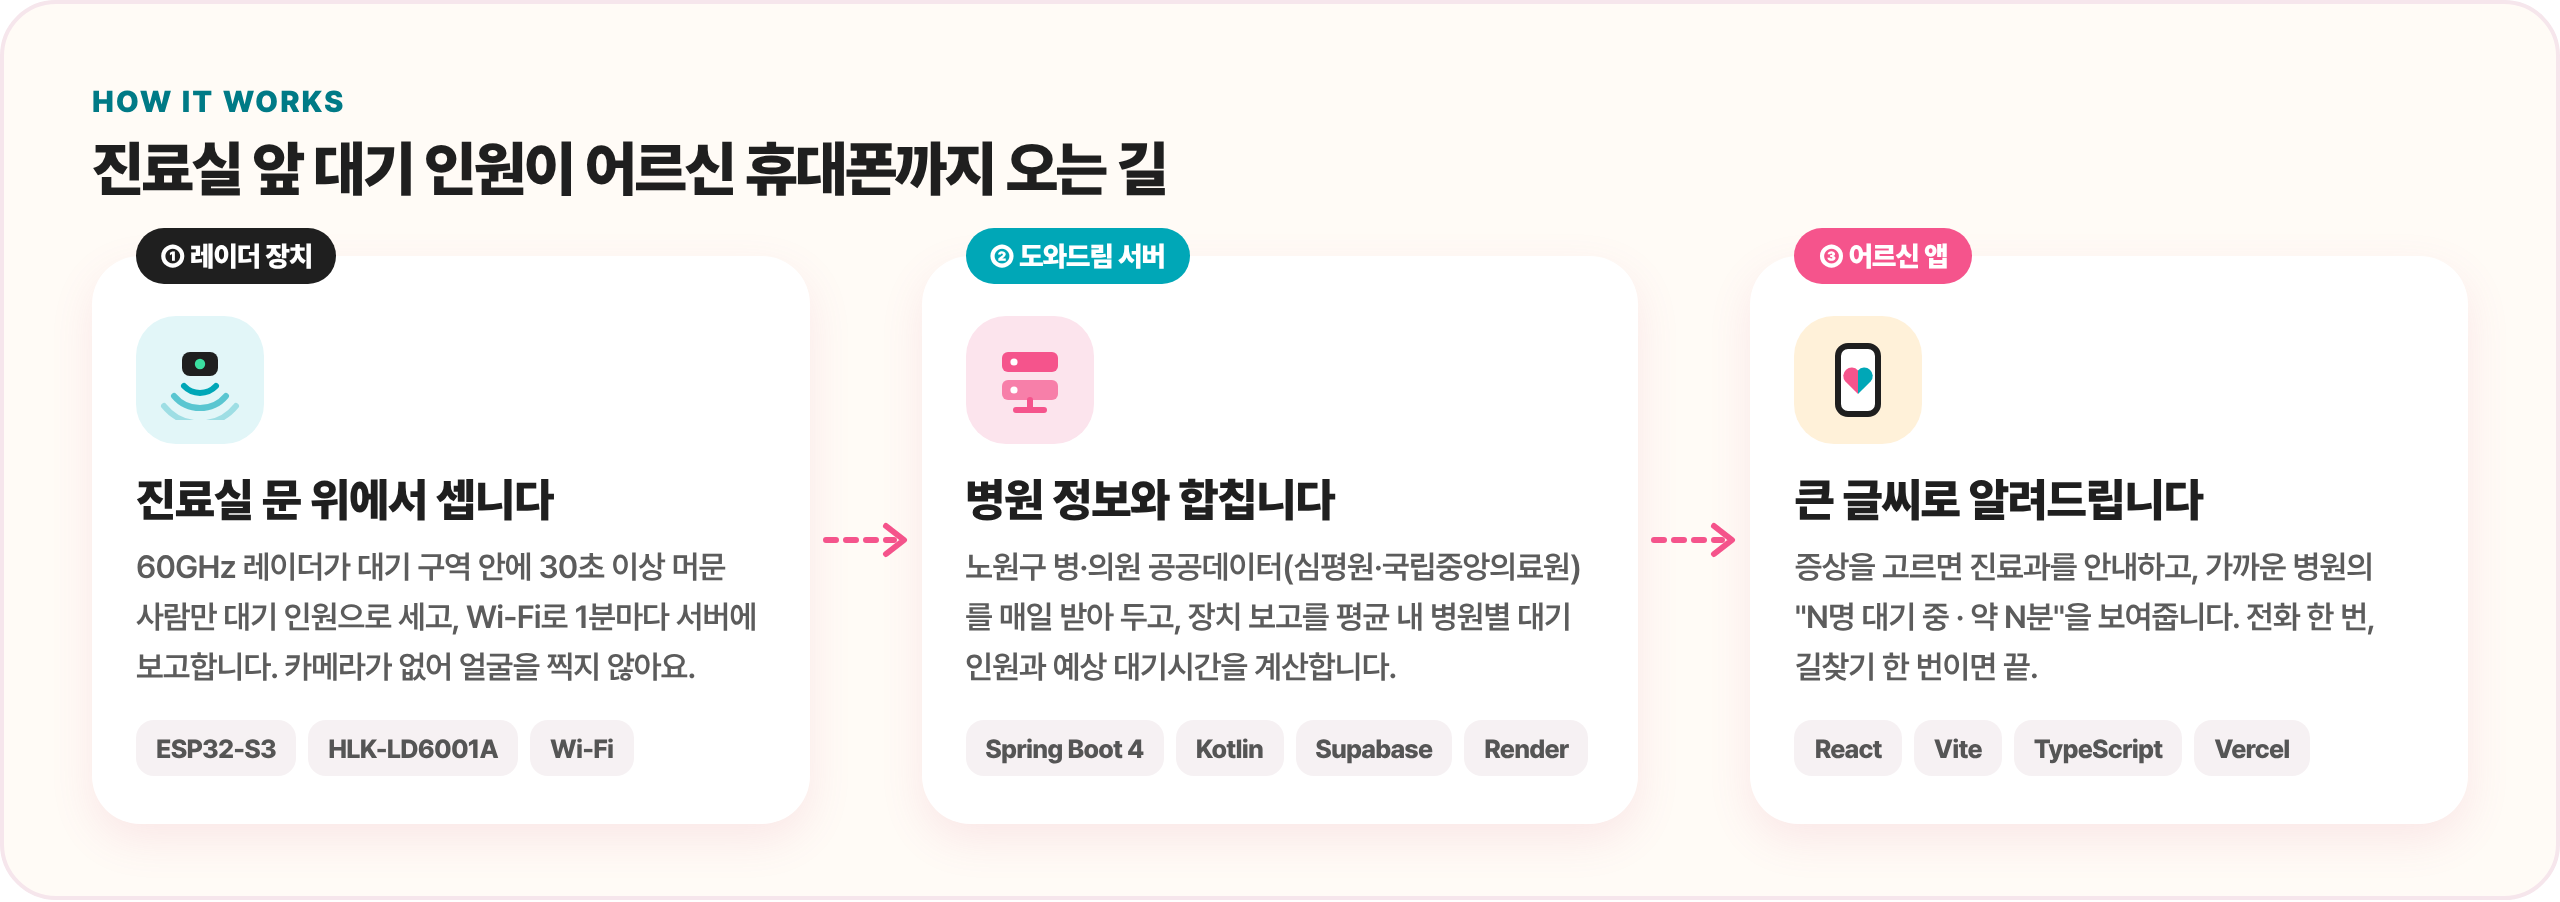 HOW IT WORKS
진료실 앞 대기 인원이 어르신 휴대폰까지 오는 길
① 레이더 장치
진료실 문 위에서 셉니다
60GHz 레이더가 대기 구역 안에 30초 이상 머문
사람만 대기 인원으로 세고, Wi-Fi로 1분마다 서버에
보고합니다. 카메라가 없어 얼굴을 찍지 않아요.
ESP32-S3 HLK-LD6001A Wi-Fi
② 도와드림 서버
병원 정보와 합칩니다
노원구 병·의원 공공데이터(심평원·국립중앙의료원)
를 매일 받아 두고, 장치 보고를 평균 내 병원별 대기
인원과 예상 대기시간을 계산합니다.
Spring Boot 4 Kotlin Supabase Render
③ 어르신 앱
큰 글씨로 알려드립니다
증상을 고르면 진료과를 안내하고, 가까운 병원의
"N명 대기 중 · 약 N분"을 보여줍니다. 전화 한 번,
길찾기 한 번이면 끝.
React Vite TypeScript Vercel